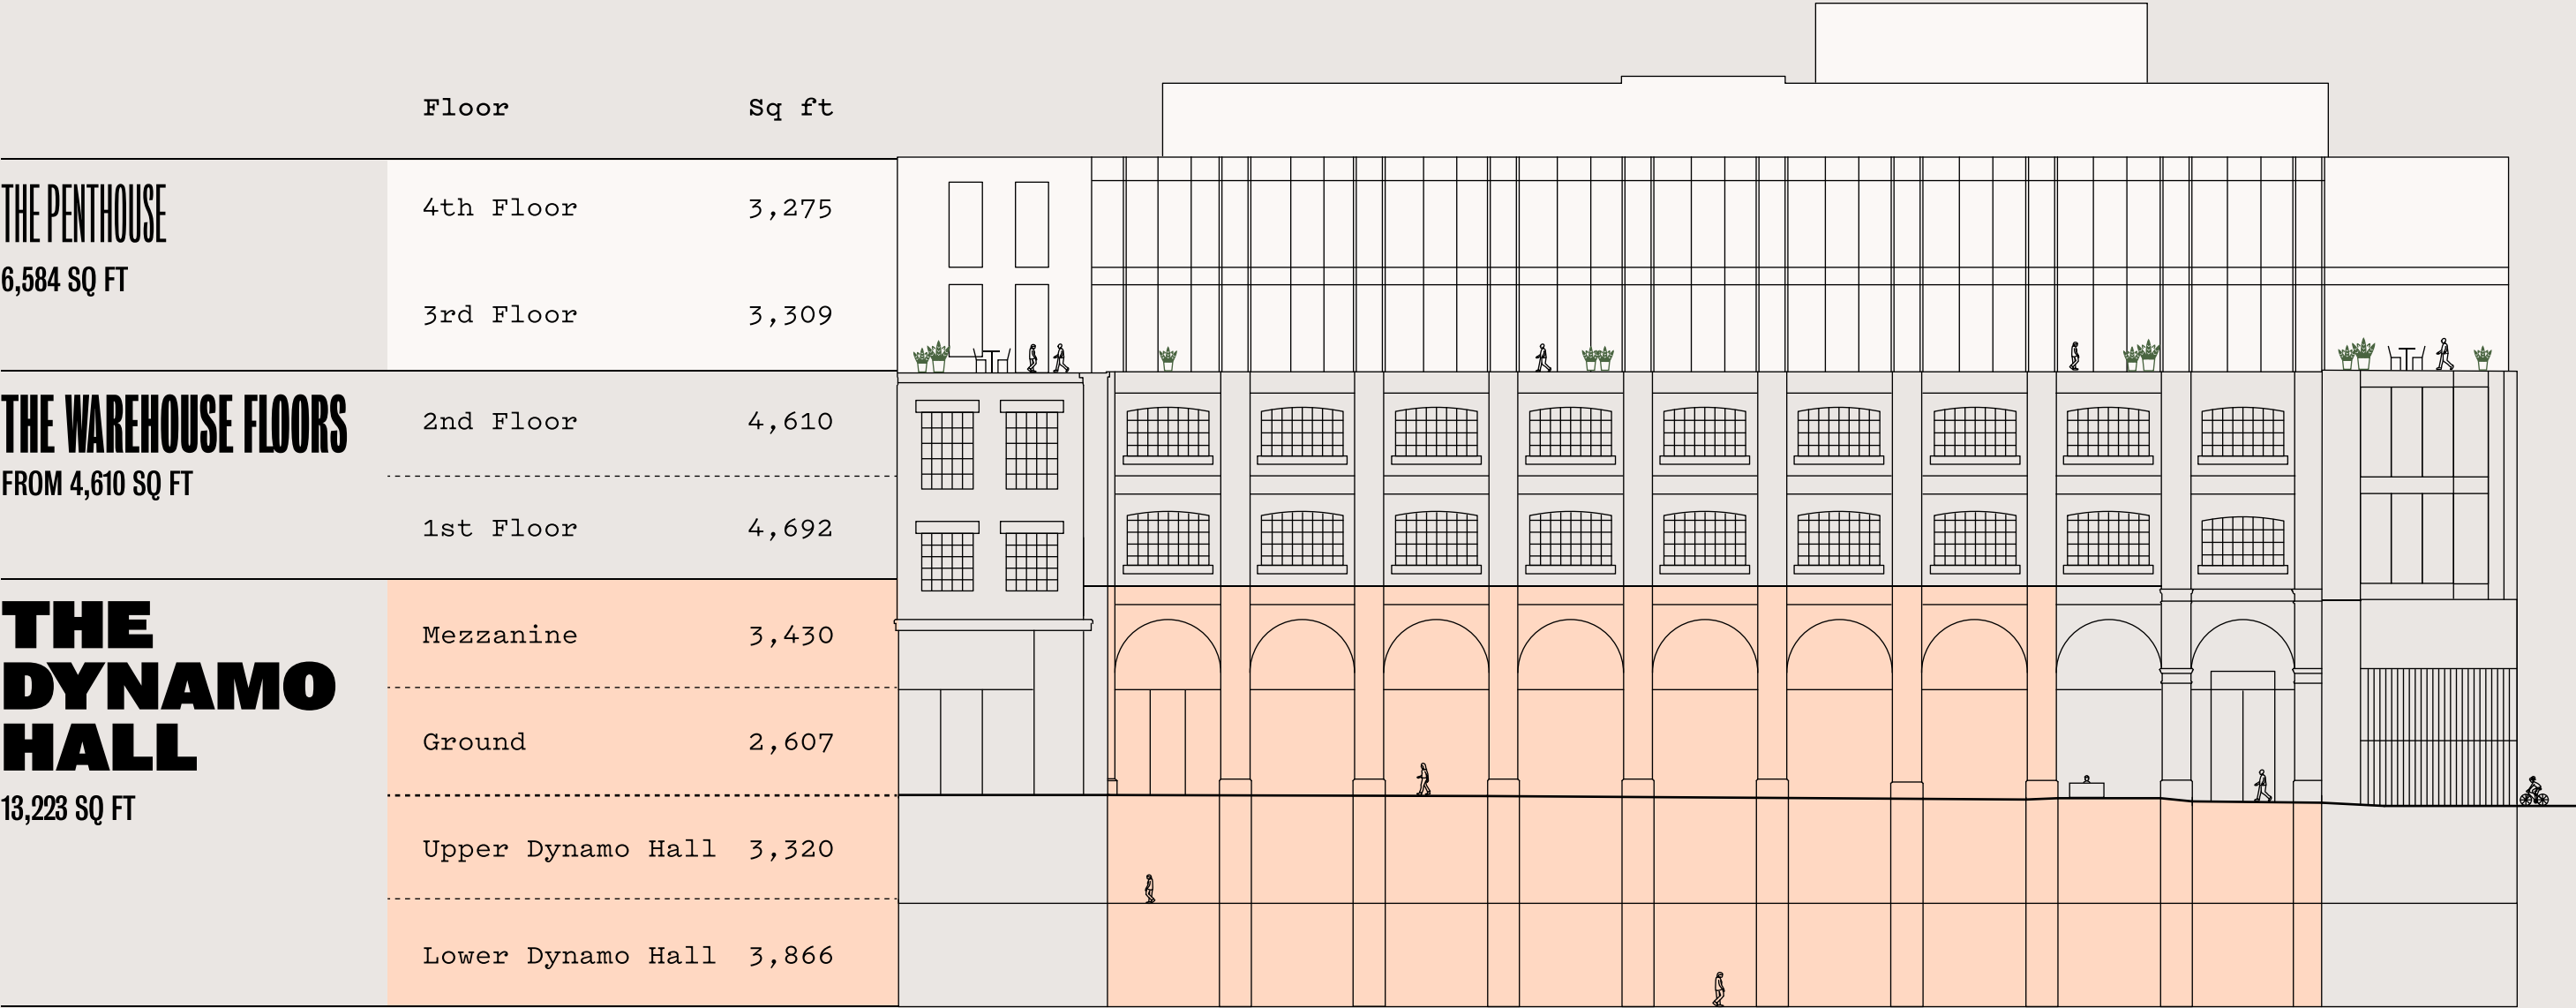 Floor Sq ft
THE PENTHOUSE
6,584 SQ FT
4th Floor 3,275
3rd Floor 3,309
THE WAREHOUSE FLOORS
FROM 4,610 SQ FT
2nd Floor 4,610
1st Floor 4,692
THE
DYNAMO
HALL
13,223 SQ FT
Mezzanine 3,430
Ground 2,607
Upper Dynamo Hall 3,320
Lower Dynamo Hall 3,866